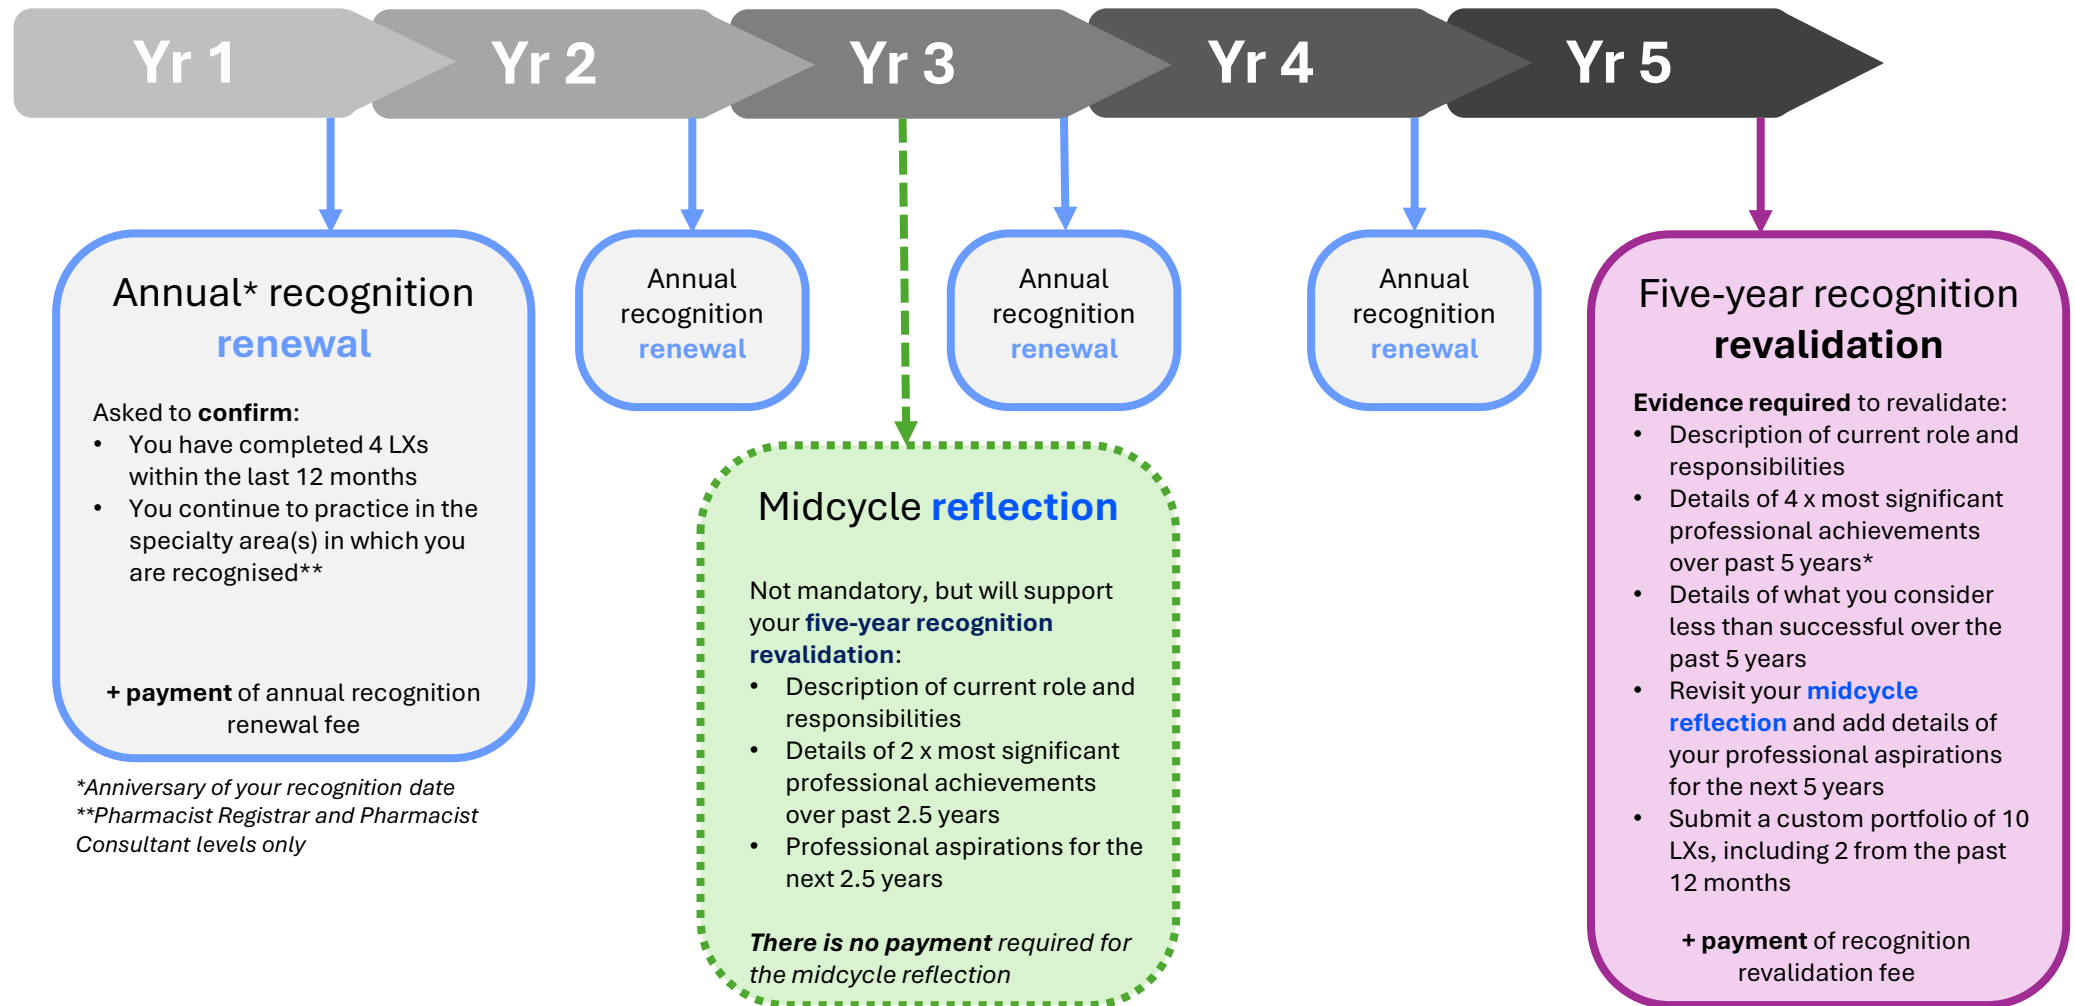 Yr 1
Yr 2
Yr 3
Yr 4
Yr 5
Annual* recognition
renewal
Asked to confirm:
• You have completed 4 LXs
within the last 12 months
• You continue to practice in the
specialty area(s) in which you
are recognised**
+ payment of annual recognition
renewal fee
*Anniversary of your recognition date
**Pharmacist Registrar and Pharmacist
Consultant levels only
Annual
recognition
renewal
Midcycle reflection
Not mandatory, but will support
your five-year recognition
revalidation:
• Description of current role and
responsibilities
• Details of 2 x most significant
professional achievements
over past 2.5 years
• Professional aspirations for the
next 2.5 years
There is no payment required for
the midcycle reflection
Annual
recognition
renewal
Annual
recognition
renewal
Five-year recognition
revalidation
Evidence required to revalidate:
• Description of current role and
responsibilities
• Details of 4 x most significant
professional achievements
over past 5 years*
• Details of what you consider
less than successful over the
past 5 years
• Revisit your midcycle
reflection and add details of
your professional aspirations
for the next 5 years
• Submit a custom portfolio of 10
LXs, including 2 from the past
12 months
+ payment of recognition
revalidation fee